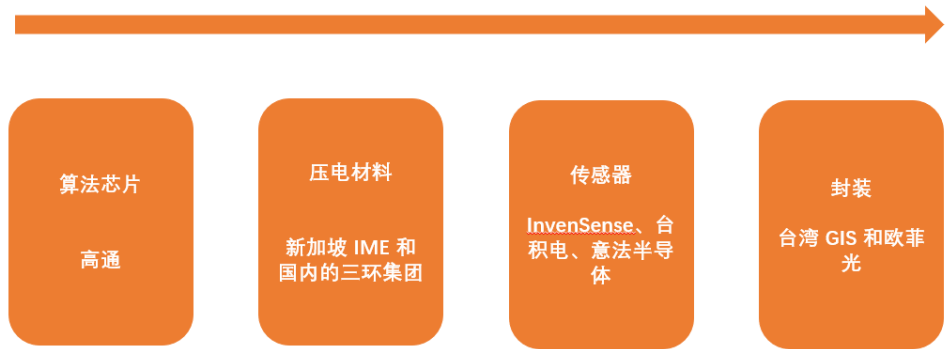 算法芯片
高通
压电材料
新加坡 IME 和
国内的三环集团
传感器
InvenSense、台
积电、意法半导
体
封装
台湾 GIS 和欧菲
光